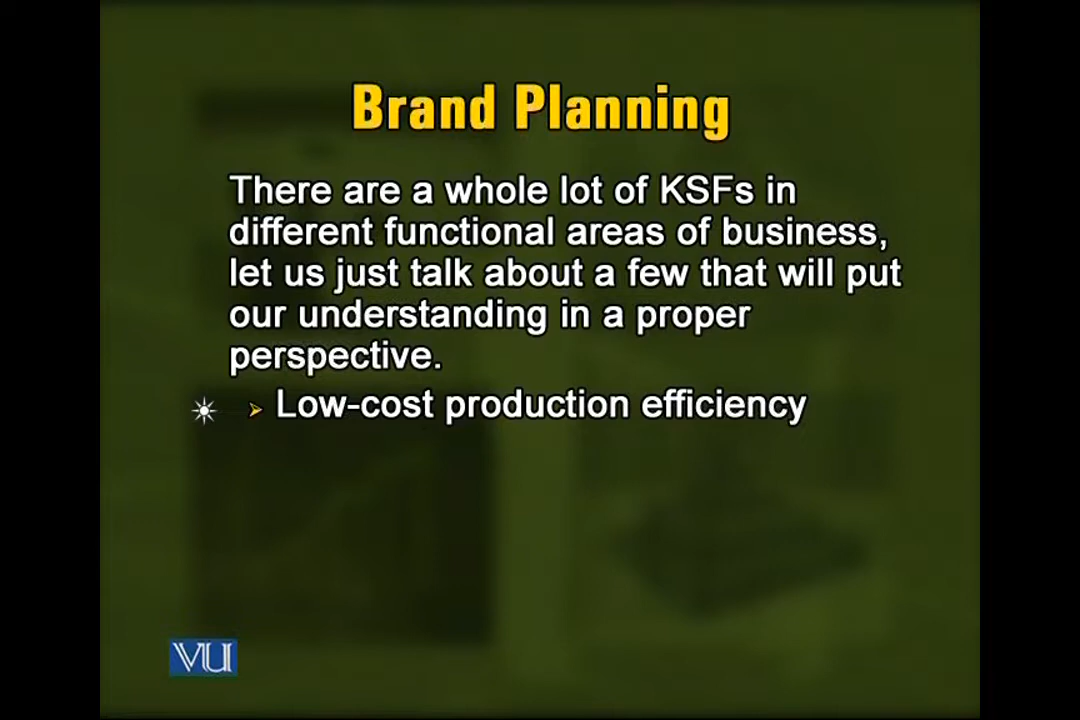 Brand Planning
There are a whole lot of KSFs in
different functional areas of business,
let us just talk about a few that will put
our understanding in a proper
perspective.
➢ Low-cost production efficiency
VU